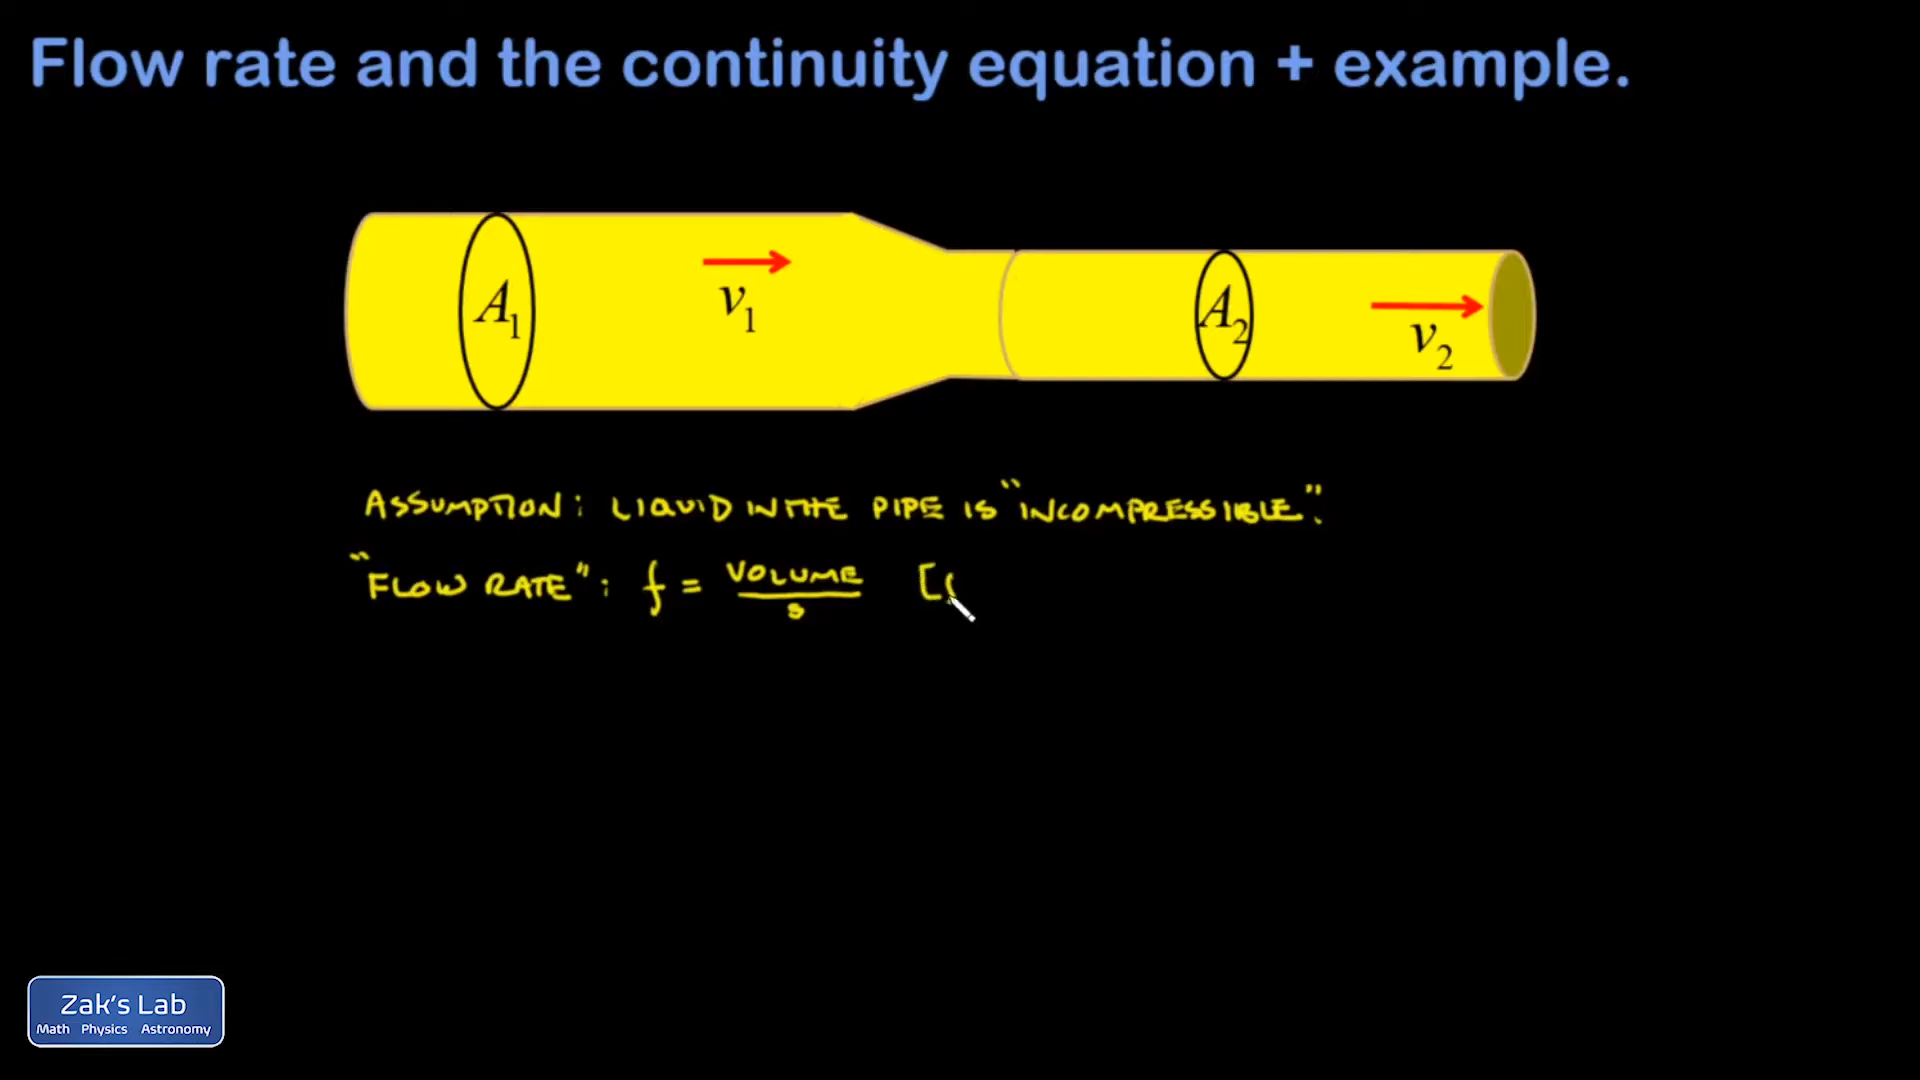 Flow rate and the continuity equation + example.
A₁
v₁
A₂
v₂
ASSUMPTION: LIQUID IN THE PIPE IS "INCOMPRESSIBLE".
"FLOW RATE": f = VOLUME / s [(
Zak's Lab
Math Physics Astronomy